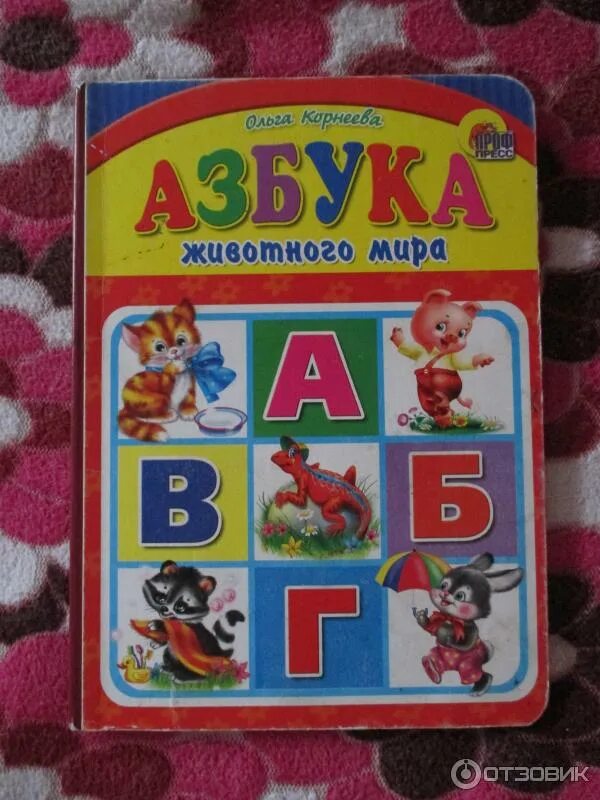 Ольга Корнеева
ПРОФ
ПРЕСС
АЗБУКА
животного мира
А
В
Б
Г
ОТЗОВИК